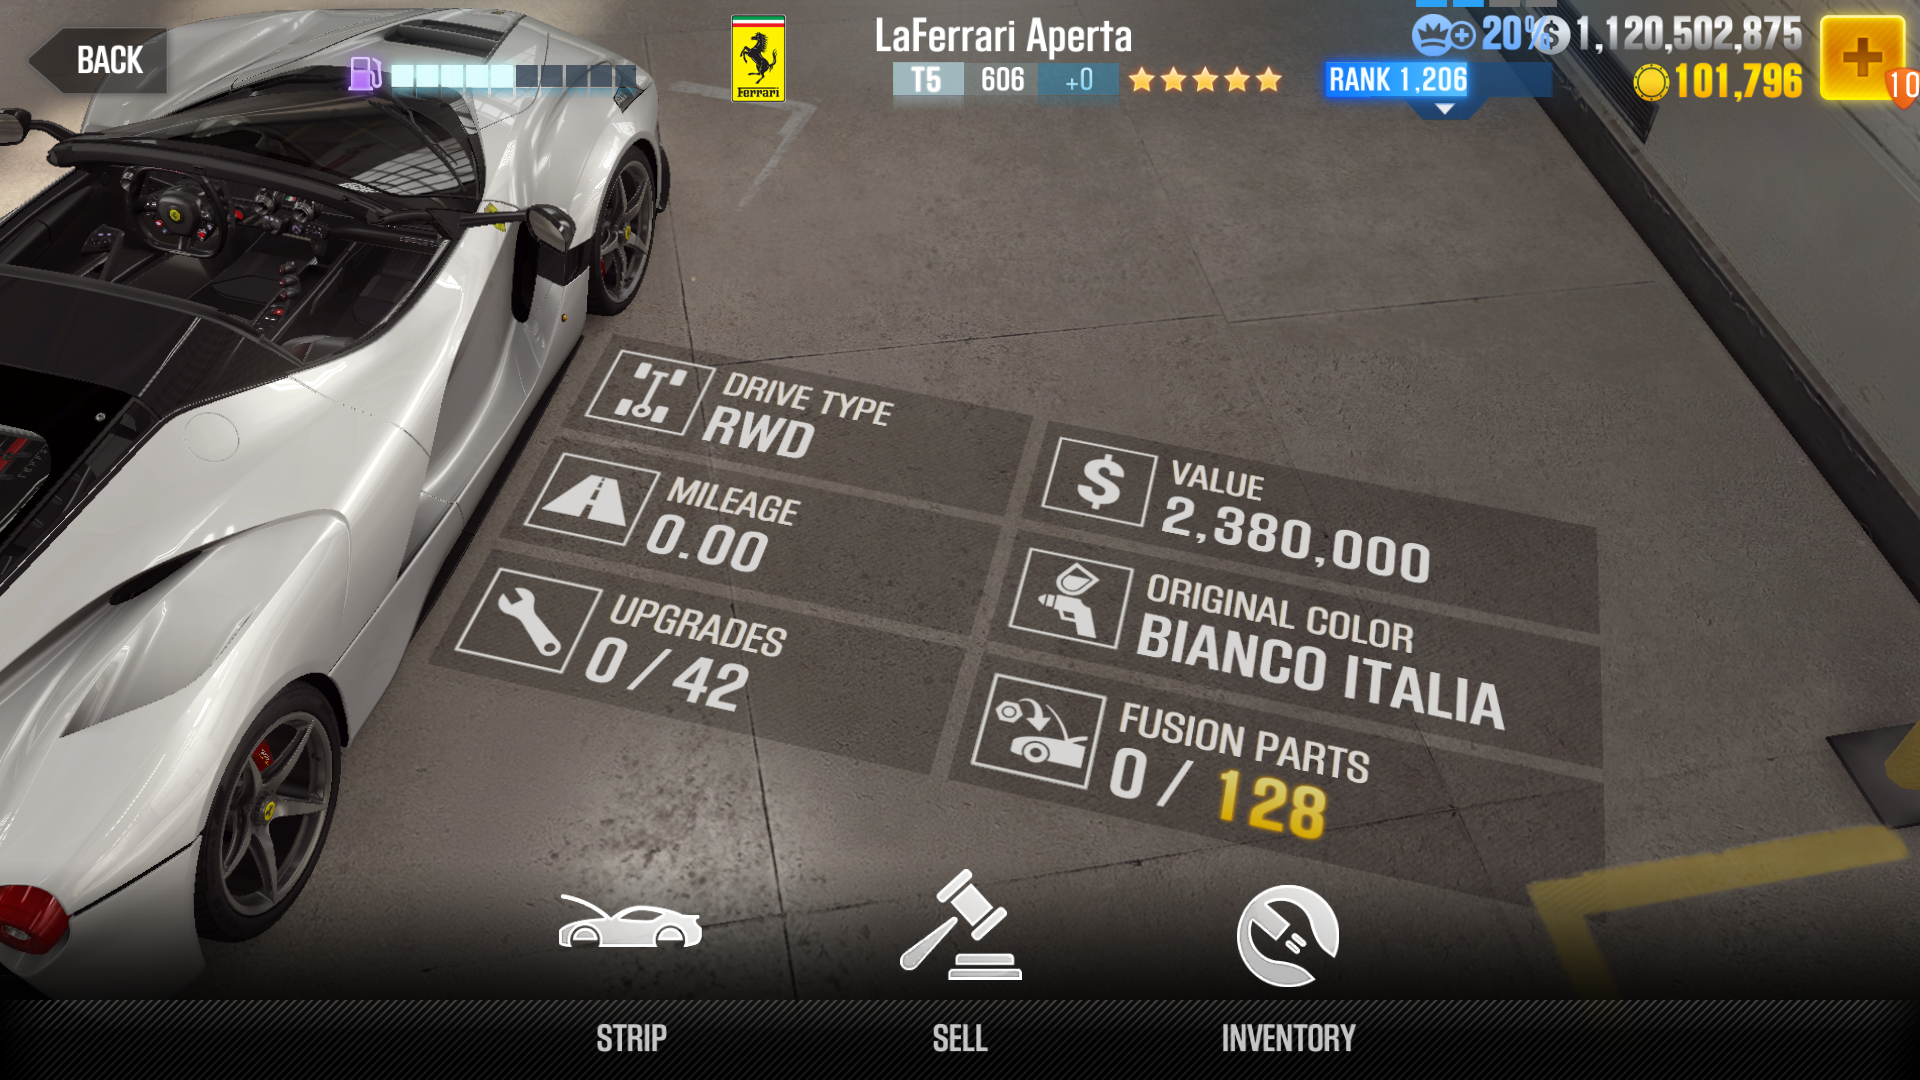 BACK
Ferrari
LaFerrari Aperta
T5 606 +0
RANK 1,206
20%
$ 1,120,502,875
101,796
10
DRIVE TYPE
RWD
MILEAGE
0.00
UPGRADES
0 / 42
$ VALUE
2,380,000
ORIGINAL COLOR
BIANCO ITALIA
FUSION PARTS
0 / 128
STRIP
SELL
INVENTORY